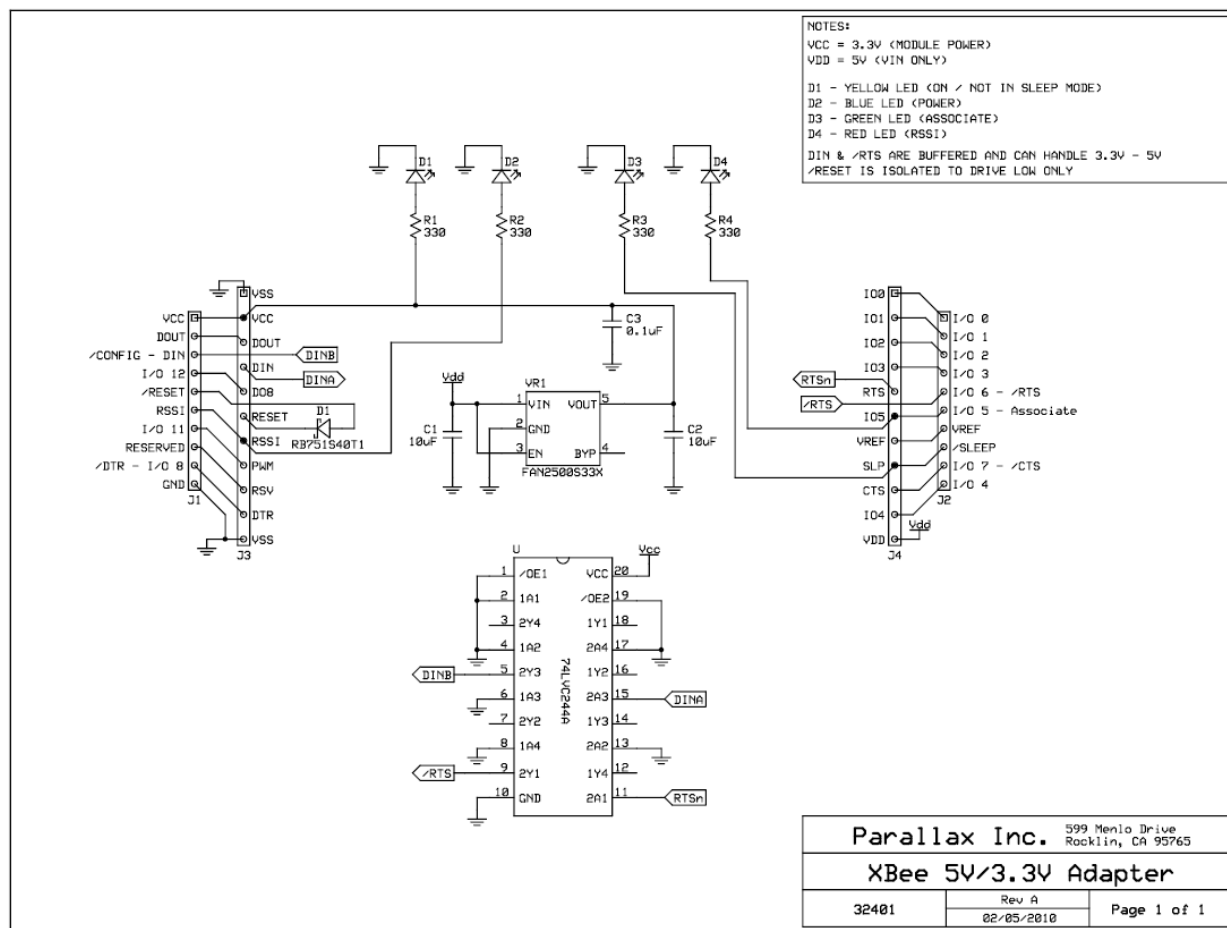 NOTES:
VCC = 3.3V (MODULE POWER)
VDD = 5V (VIN ONLY)
D1 - YELLOW LED (ON / NOT IN SLEEP MODE)
D2 - BLUE LED (POWER)
D3 - GREEN LED (ASSOCIATE)
D4 - RED LED (RSSI)
DIN & /RTS ARE BUFFERED AND CAN HANDLE 3.3V - 5V
/RESET IS ISOLATED TO DRIVE LOW ONLY
D1
D2
D3
D4
R1
330
R2
330
R3
330
R4
330
VCC
DOUT
/CONFIG - DIN
I/O 12
/RESET
RSSI
I/O 11
RESERVED
/DTR - I/O 8
GND
J1
VSS
VCC
DOUT
DIN
DO8
RESET
RSSI
PWM
RSV
DTR
VSS
J3
DINB
DINA
D1
RB751S40T1
C3
0.1uF
Vdd
C1
10uF
VR1
1 VIN VOUT 5
2 GND
3 EN BYP 4
FAN2500S33X
C2
10uF
RTSn
/RTS
IO0
IO1
IO2
IO3
RTS
IO5
VREF
SLP
CTS
IO4
VDD
J4
Vdd
I/O 0
I/O 1
I/O 2
I/O 3
I/O 6 - /RTS
I/O 5 - Associate
VREF
/SLEEP
I/O 7 - /CTS
I/O 4
J2
U
Vcc
1 /OE1 VCC 20
2 1A1 /OE2 19
3 2Y4 1Y1 18
4 1A2 2A4 17
DINB 5 2Y3 1Y2 16
6 1A3 2A3 15 DINA
7 2Y2 1Y3 14
8 1A4 2A2 13
/RTS 9 2Y1 1Y4 12
10 GND 2A1 11 RTSn
74LVC244A
Parallax Inc.
599 Menlo Drive
Rocklin, CA 95765
XBee 5V/3.3V Adapter
32401
Rev A
02/05/2010
Page 1 of 1